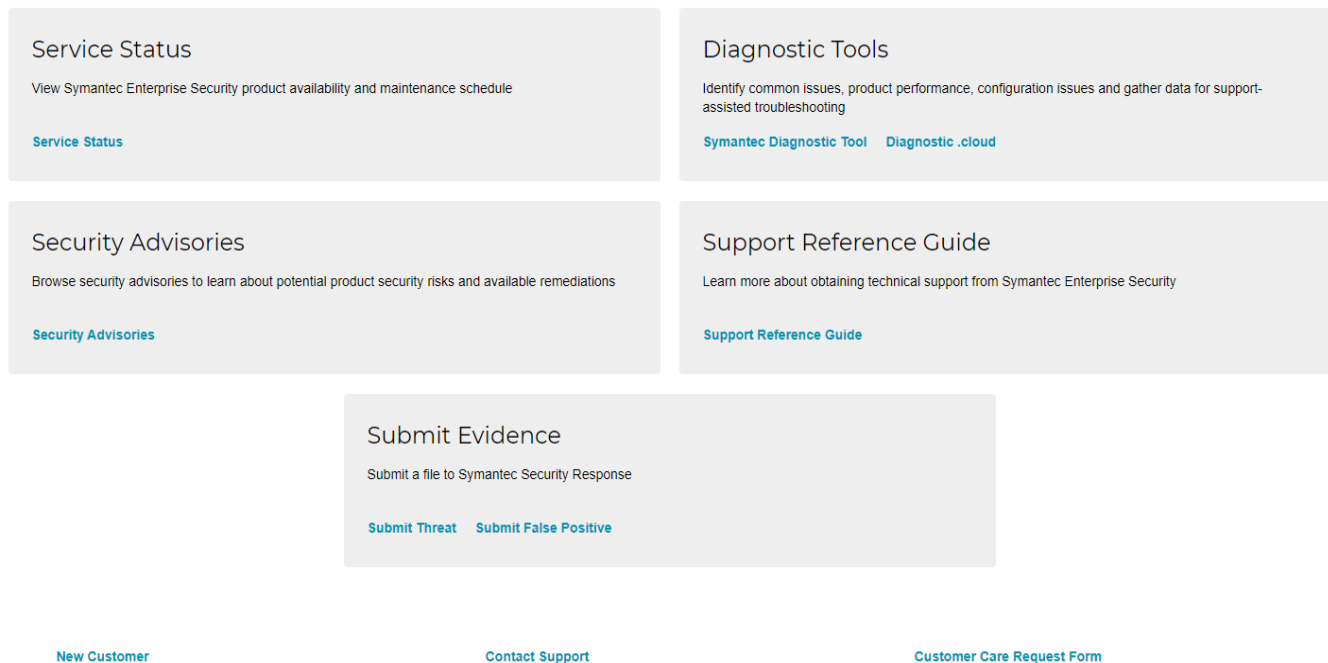 Service Status
View Symantec Enterprise Security product availability and maintenance schedule
Service Status
Diagnostic Tools
Identify common issues, product performance, configuration issues and gather data for support-
assisted troubleshooting
Symantec Diagnostic Tool Diagnostic .cloud
Security Advisories
Browse security advisories to learn about potential product security risks and available remediations
Security Advisories
Support Reference Guide
Learn more about obtaining technical support from Symantec Enterprise Security
Support Reference Guide
Submit Evidence
Submit a file to Symantec Security Response
Submit Threat Submit False Positive
New Customer
Contact Support
Customer Care Request Form